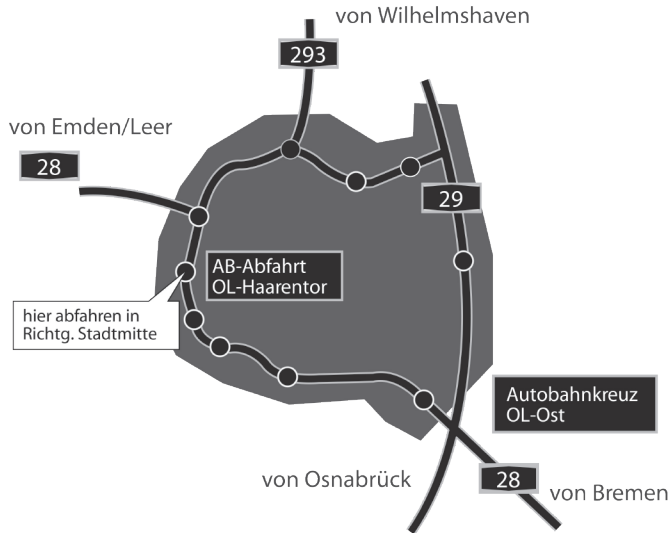 von Wilhelmshaven
293
von Emden/Leer
28
29
AB-Abfahrt
OL-Haarentor
hier abfahren in
Richtg. Stadtmitte
Autobahnkreuz
OL-Ost
von Osnabrück
28
von Bremen